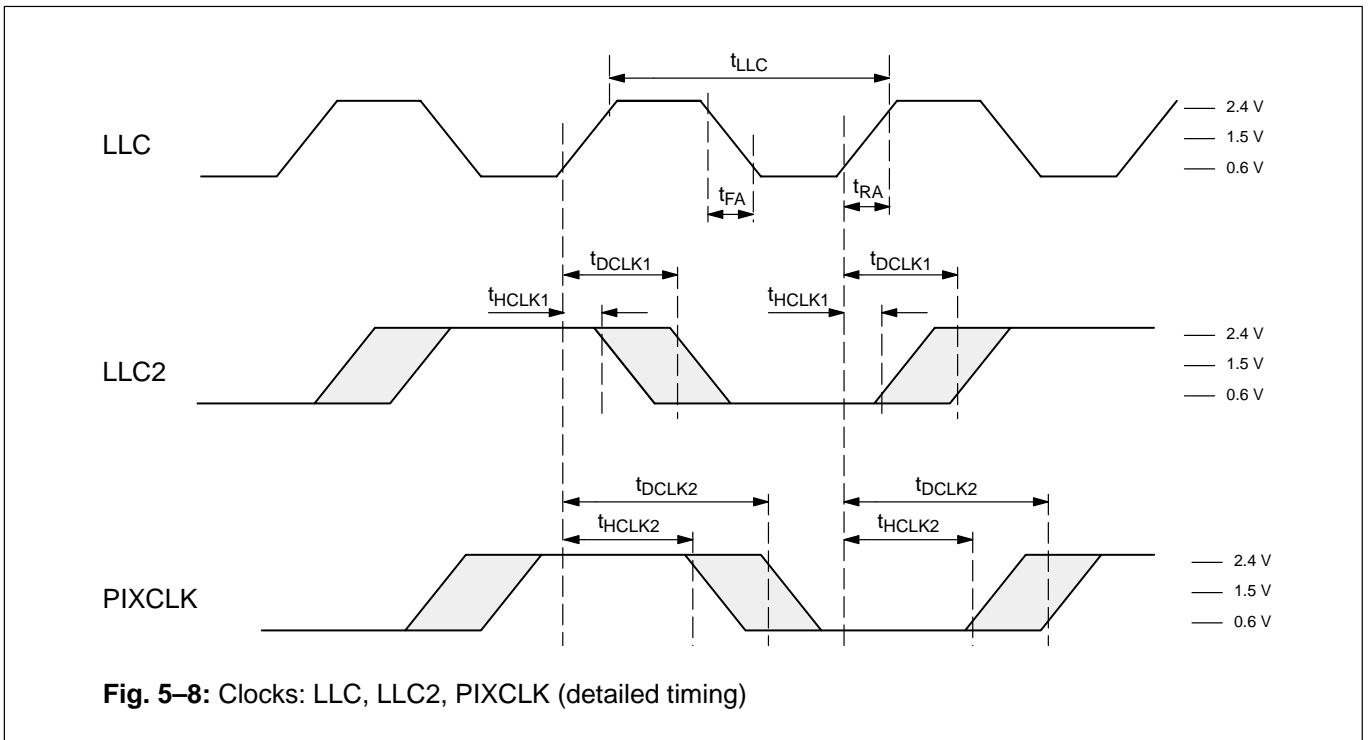 tLLC
LLC
2.4 V
1.5 V
0.6 V
tFA
tRA
tDCLK1
tDCLK1
tHCLK1
tHCLK1
LLC2
2.4 V
1.5 V
0.6 V
tDCLK2
tDCLK2
tHCLK2
tHCLK2
PIXCLK
2.4 V
1.5 V
0.6 V
Fig. 5–8: Clocks: LLC, LLC2, PIXCLK (detailed timing)